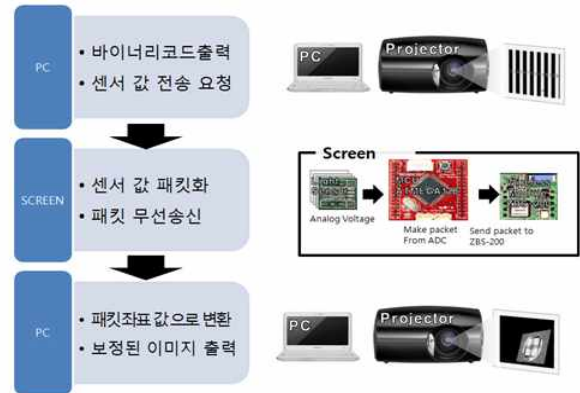 PC
• 바이너리코드출력
• 센서 값 전송 요청
PC
Projector
SCREEN
• 센서 값 패킷화
• 패킷 무선송신
Screen
Analog Voltage
Make packet
From ADC
Send packet to
ZBS-200
PC
• 패킷좌표 값으로 변환
• 보정된 이미지 출력
PC
Projector